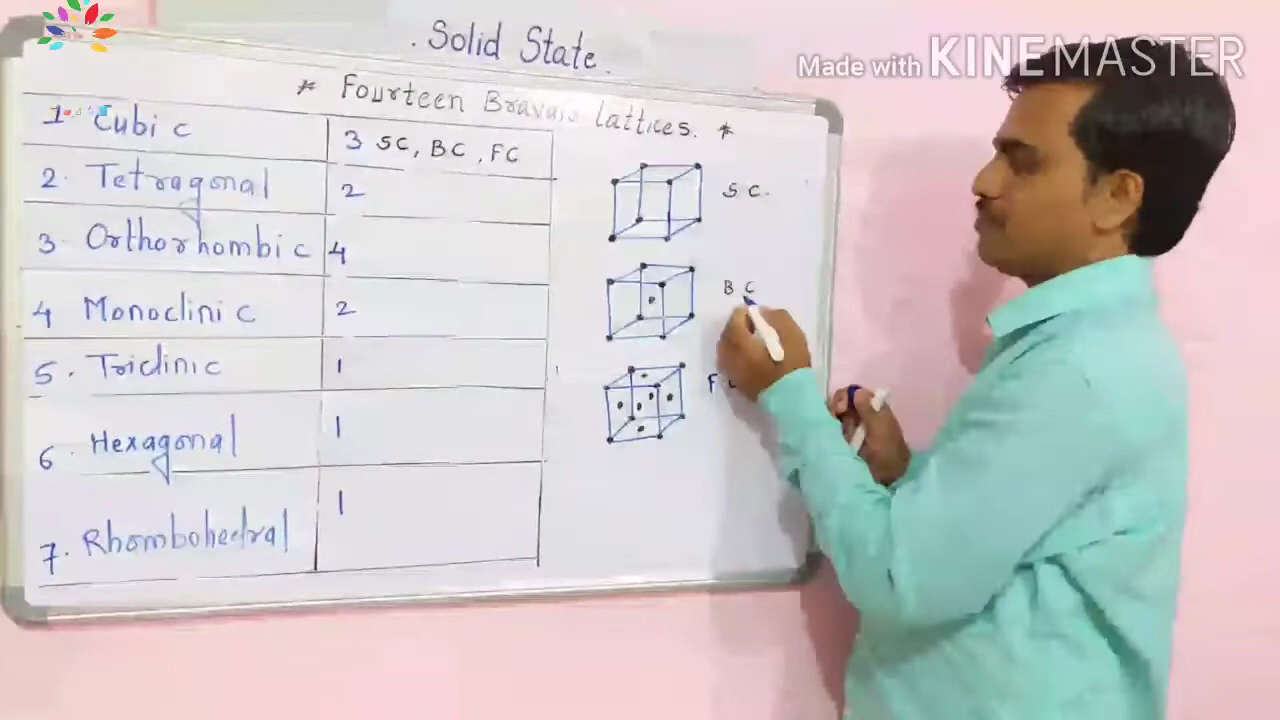 Solid State.
Made with KINEMASTER
* Fourteen Bravais lattices. *
1. Cubic 3 SC, BC, FC
2. Tetragonal 2
3 Orthorhombic 4
4 Monoclinic 2
5. Triclinic 1
6. Hexagonal 1
7. Rhombohedral 1
S C.
B C
F